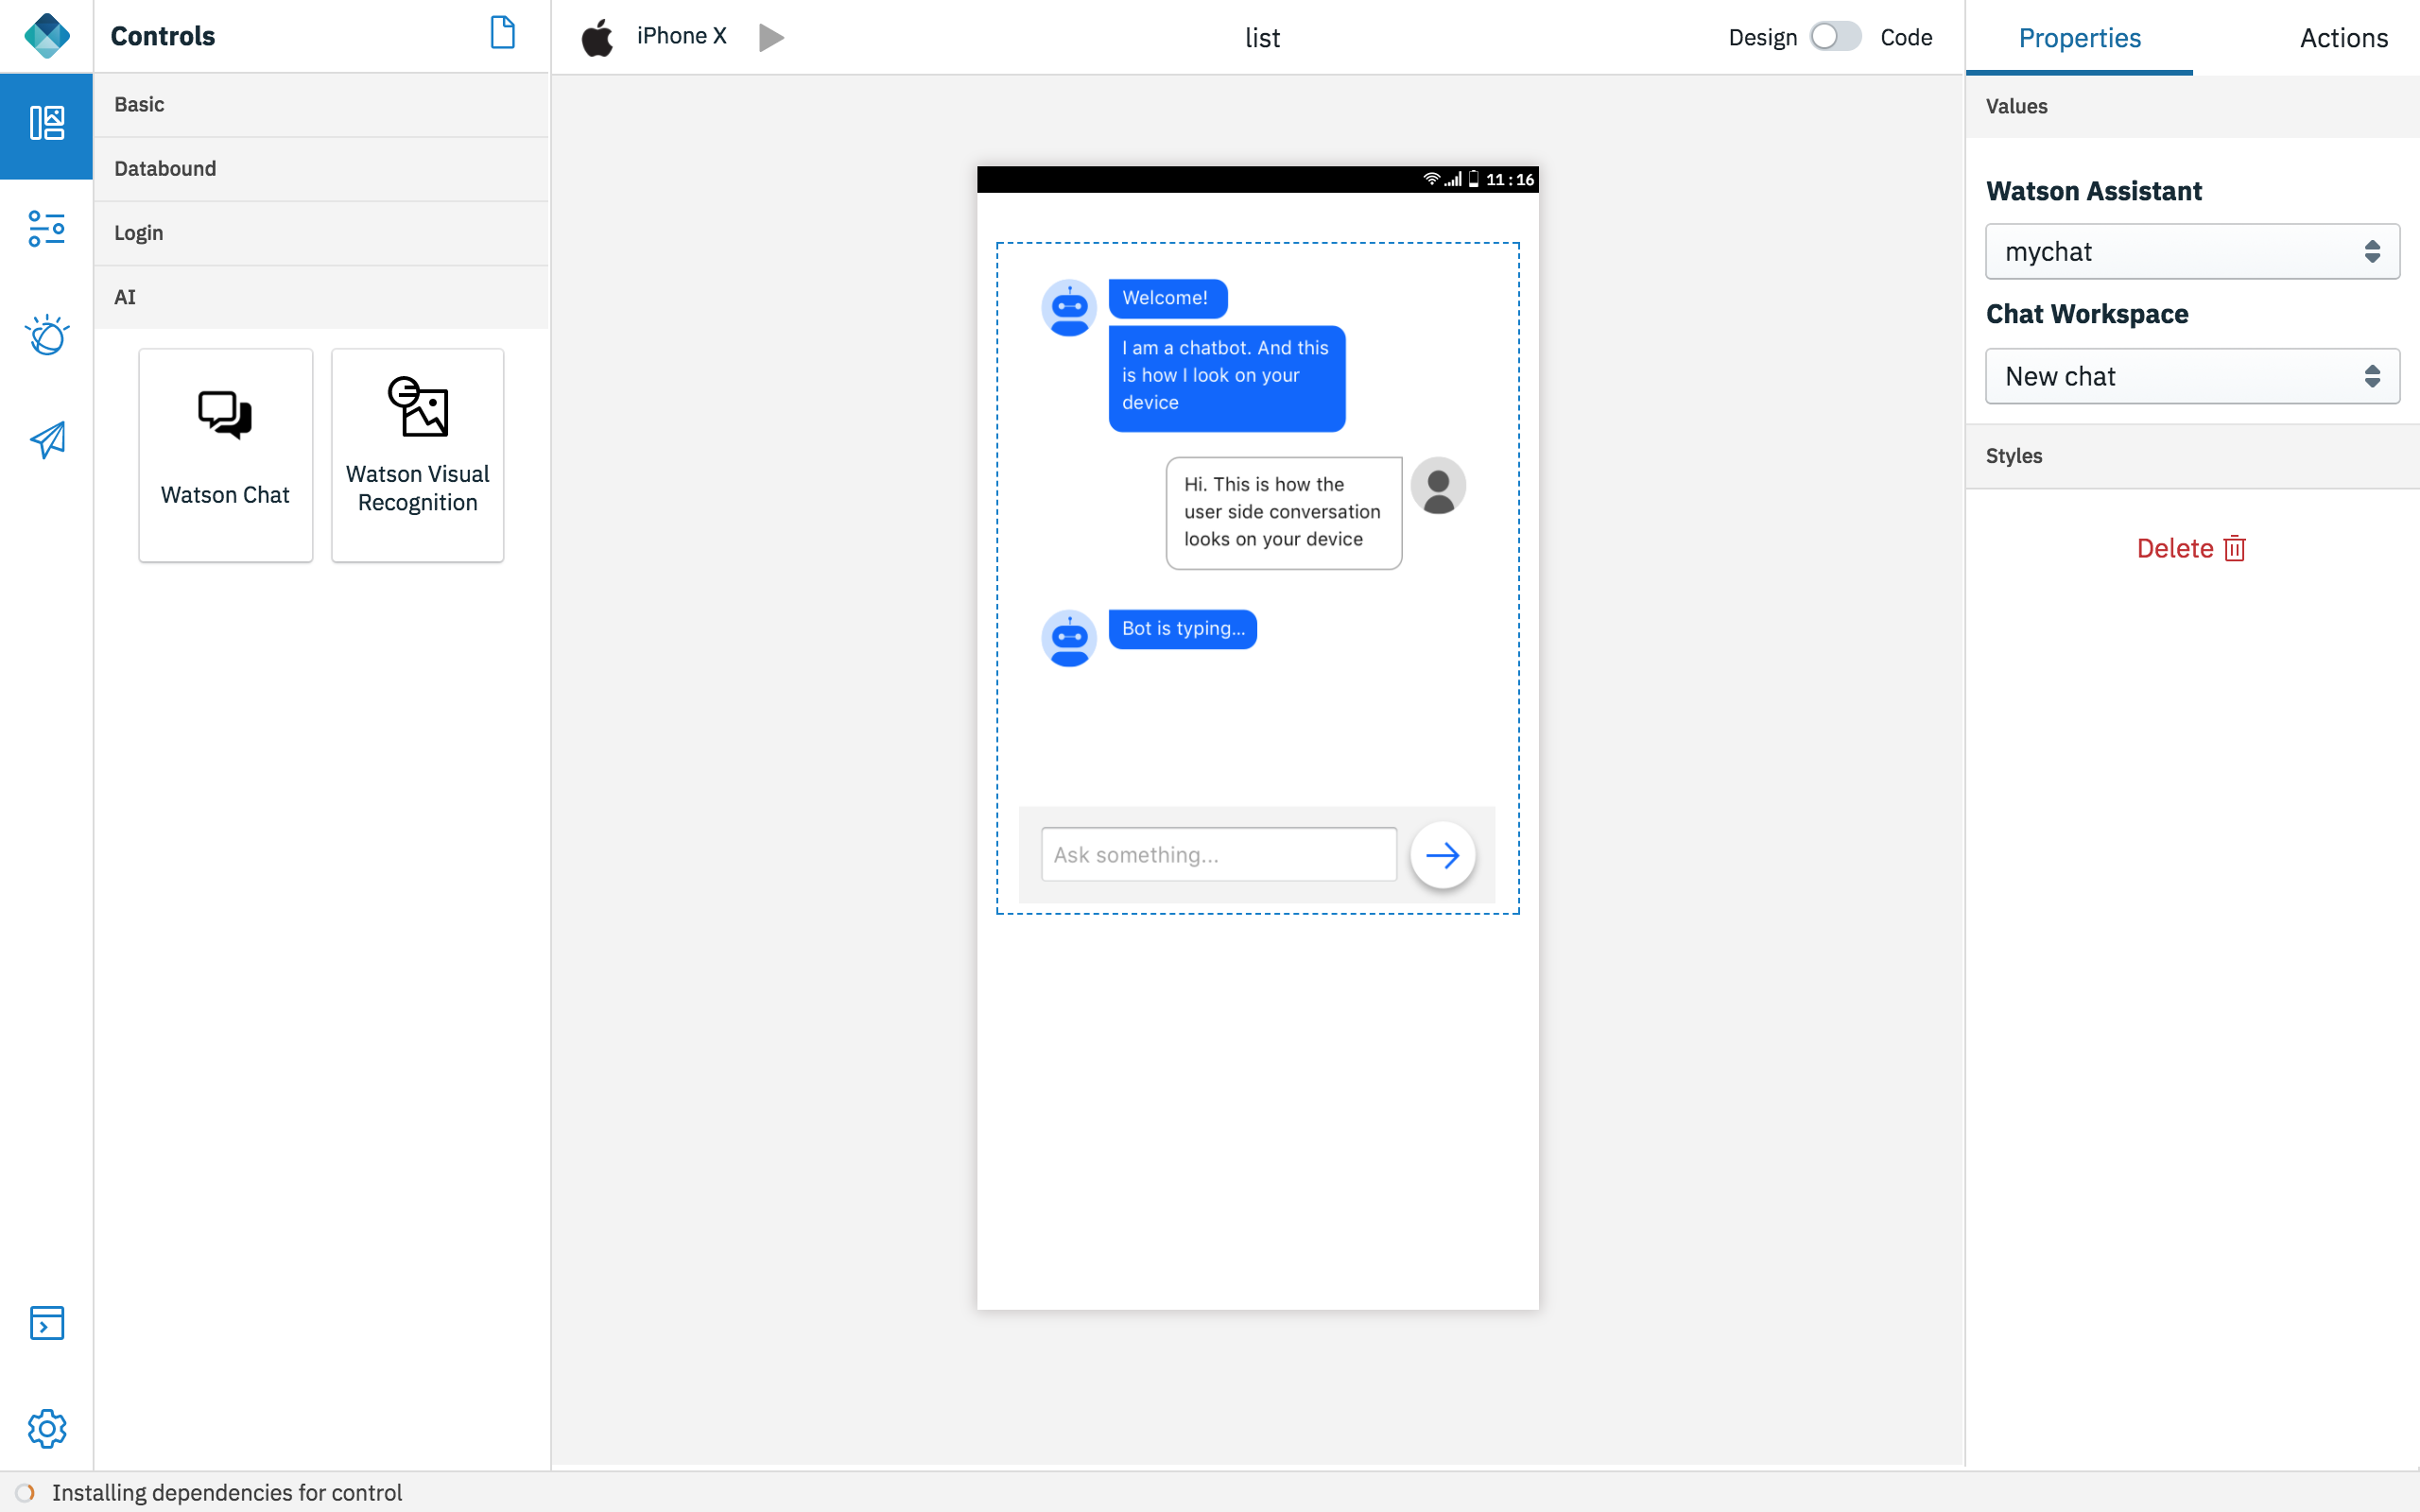 Controls
iPhone X
list
Design
Code
Properties
Actions
Basic
Databound
Login
AI
Watson Chat
Watson Visual
Recognition
11:16
Welcome!
I am a chatbot. And this
is how I look on your
device
Hi. This is how the
user side conversation
looks on your device
Bot is typing...
Ask something...
Values
Watson Assistant
mychat
Chat Workspace
New chat
Styles
Delete
Installing dependencies for control